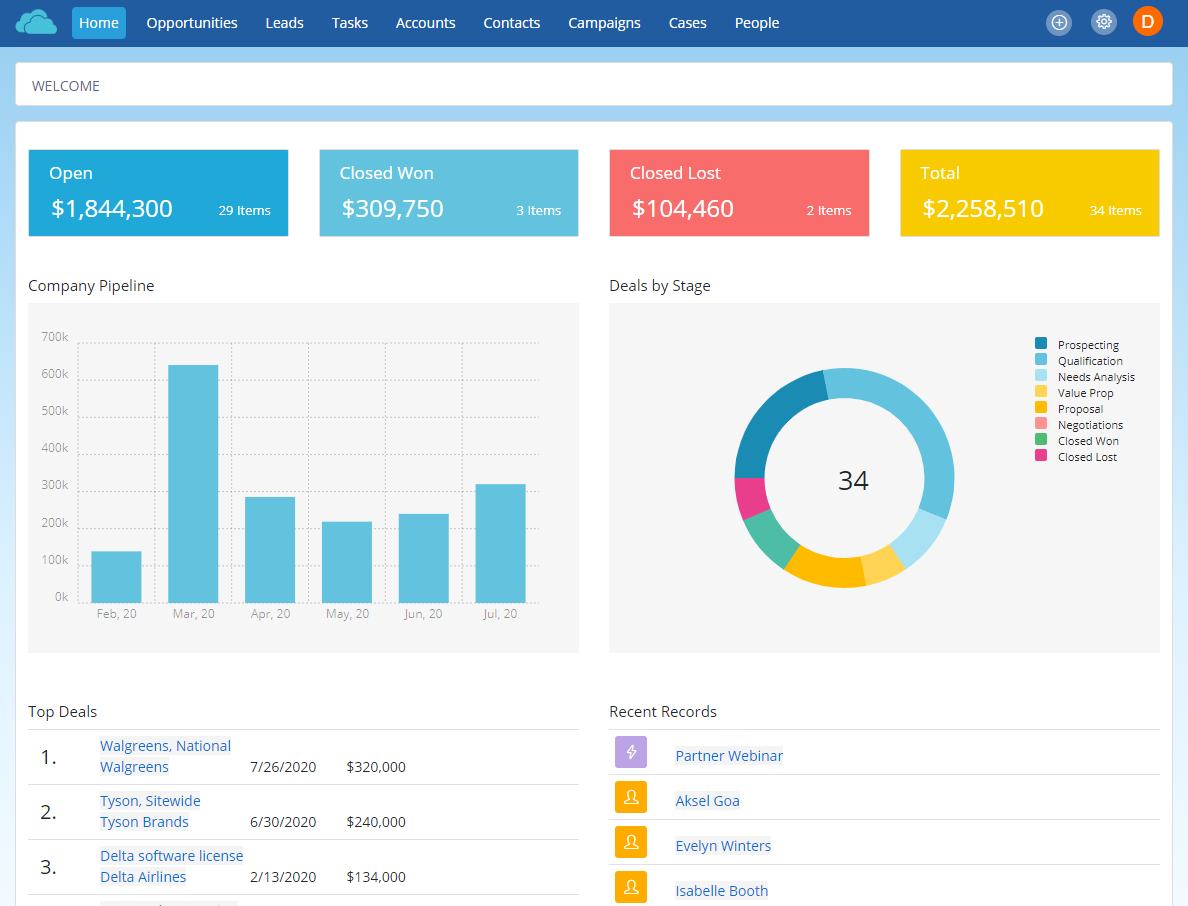 Home Opportunities Leads Tasks Accounts Contacts Campaigns Cases People D
WELCOME
Open
$1,844,300 29 Items
Closed Won
$309,750 3 Items
Closed Lost
$104,460 2 Items
Total
$2,258,510 34 Items
Company Pipeline
700k
600k
500k
400k
300k
200k
100k
0k
Feb, 20 Mar, 20 Apr, 20 May, 20 Jun, 20 Jul, 20
Deals by Stage
Prospecting
Qualification
Needs Analysis
Value Prop
Proposal
Negotiations
Closed Won
Closed Lost
34
Top Deals
1. Walgreens, National
Walgreens 7/26/2020 $320,000
2. Tyson, Sitewide
Tyson Brands 6/30/2020 $240,000
3. Delta software license
Delta Airlines 2/13/2020 $134,000
Recent Records
Partner Webinar
Aksel Goa
Evelyn Winters
Isabelle Booth